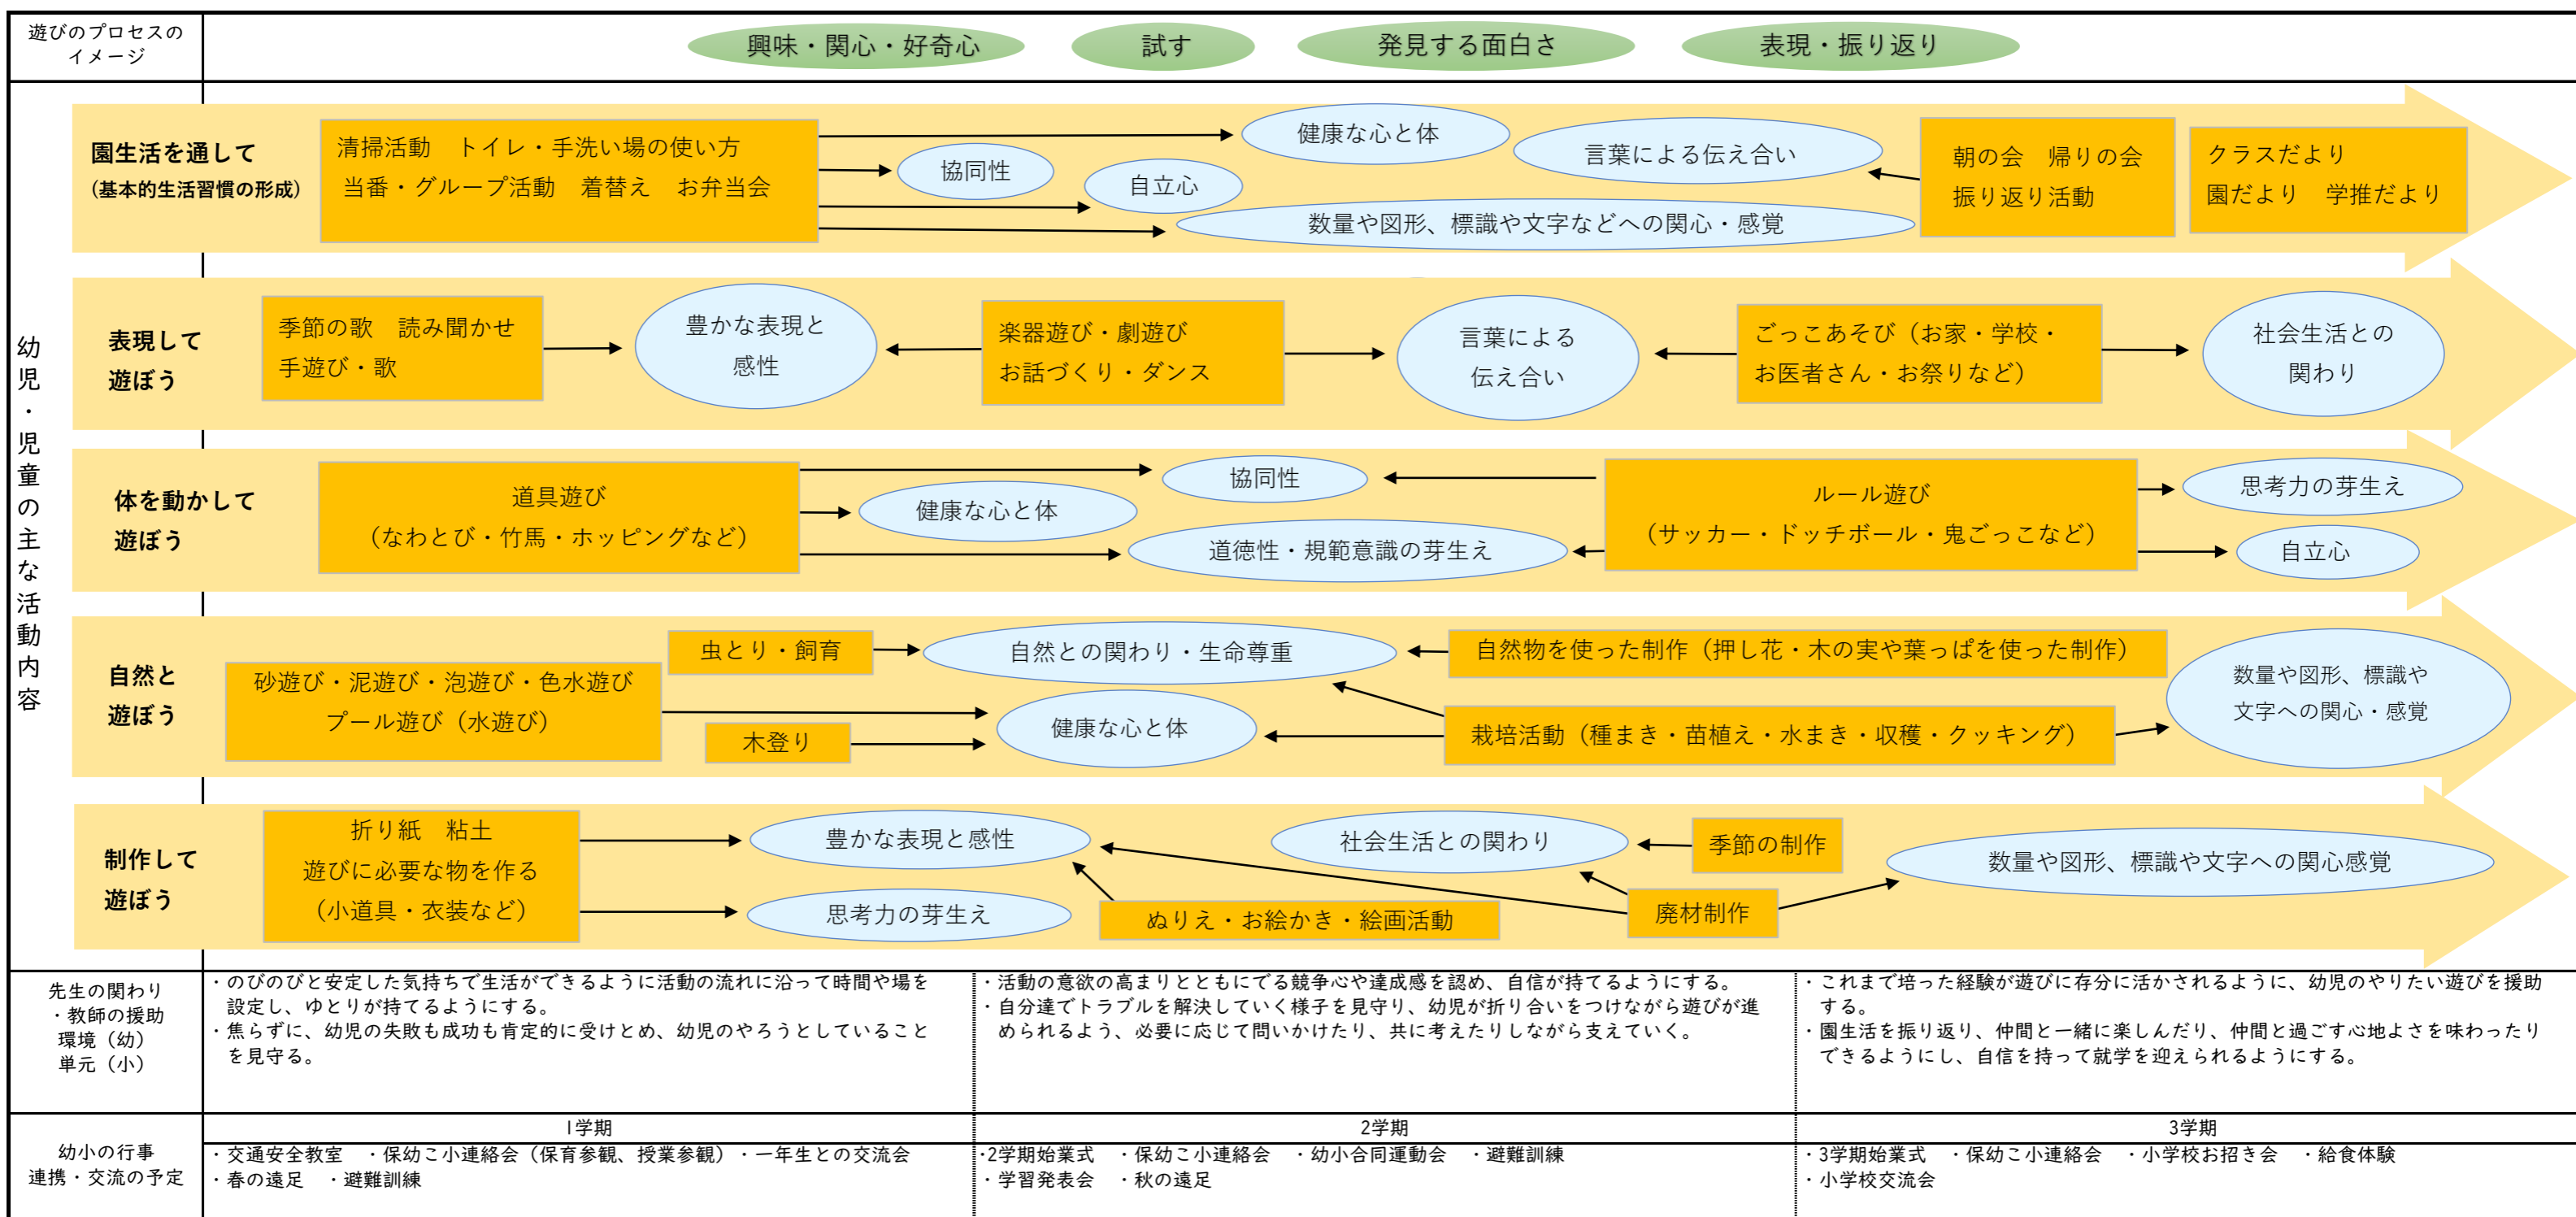 遊びのプロセスの
イメージ
興味・関心・好奇心
試す
発見する面白さ
表現・振り返り
幼児・児童の主な活動内容
園生活を通して
(基本的生活習慣の形成)
清掃活動　トイレ・手洗い場の使い方
当番・グループ活動　着替え　お弁当会
健康な心と体
協同性
自立心
言葉による伝え合い
数量や図形、標識や文字などへの関心・感覚
朝の会　帰りの会
振り返り活動
クラスだより
園だより　学推だより
表現して
遊ぼう
季節の歌　読み聞かせ
手遊び・歌
豊かな表現と
感性
楽器遊び・劇遊び
お話づくり・ダンス
言葉による
伝え合い
ごっこあそび（お家・学校・
お医者さん・お祭りなど）
社会生活との
関わり
体を動かして
遊ぼう
道具遊び
（なわとび・竹馬・ホッピングなど）
協同性
健康な心と体
道徳性・規範意識の芽生え
ルール遊び
（サッカー・ドッチボール・鬼ごっこなど）
思考力の芽生え
自立心
自然と
遊ぼう
虫とり・飼育
砂遊び・泥遊び・泡遊び・色水遊び
プール遊び（水遊び）
木登り
自然との関わり・生命尊重
健康な心と体
自然物を使った制作（押し花・木の実や葉っぱを使った制作）
栽培活動（種まき・苗植え・水まき・収穫・クッキング）
数量や図形、標識や
文字への関心・感覚
制作して
遊ぼう
折り紙　粘土
遊びに必要な物を作る
（小道具・衣装など）
豊かな表現と感性
思考力の芽生え
ぬりえ・お絵かき・絵画活動
社会生活との関わり
季節の制作
廃材制作
数量や図形、標識や文字への関心感覚
先生の関わり
・教師の援助
環境（幼）
単元（小）
・のびのびと安定した気持ちで生活ができるように活動の流れに沿って時間や場を
設定し、ゆとりが持てるようにする。
・焦らずに、幼児の失敗も成功も肯定的に受けとめ、幼児のやろうとしていること
を見守る。
・活動の意欲の高まりとともにでる競争心や達成感を認め、自信が持てるようにする。
・自分達でトラブルを解決していく様子を見守り、幼児が折り合いをつけながら遊びが進
められるよう、必要に応じて問いかけたり、共に考えたりしながら支えていく。
・これまで培った経験が遊びに存分に活かされるように、幼児のやりたい遊びを援助
する。
・園生活を振り返り、仲間と一緒に楽しんだり、仲間と過ごす心地よさを味わったり
できるようにし、自信を持って就学を迎えられるようにする。
幼小の行事
連携・交流の予定
1学期
2学期
3学期
・交通安全教室　・保幼こ小連絡会（保育参観、授業参観）・一年生との交流会
・春の遠足　・避難訓練
・2学期始業式　・保幼こ小連絡会　・幼小合同運動会　・避難訓練
・学習発表会　・秋の遠足
・3学期始業式　・保幼こ小連絡会　・小学校お招き会　・給食体験
・小学校交流会